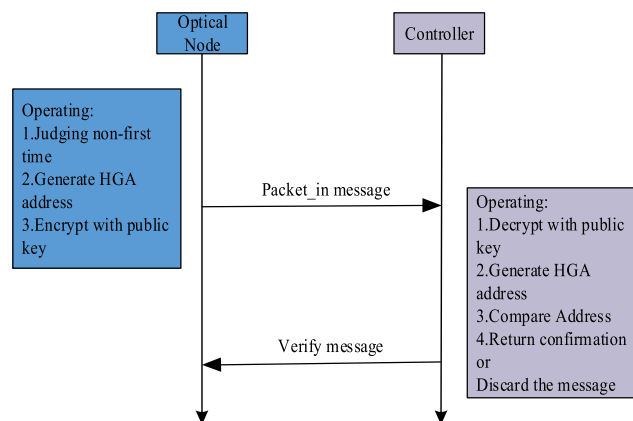 Optical
Node
Controller
Operating:
1.Judging non-first
time
2.Generate HGA
address
3.Encrypt with public
key
Packet_in message
Operating:
1.Decrypt with public
key
2.Generate HGA
address
3.Compare Address
4.Return confirmation
or
Discard the message
Verify message